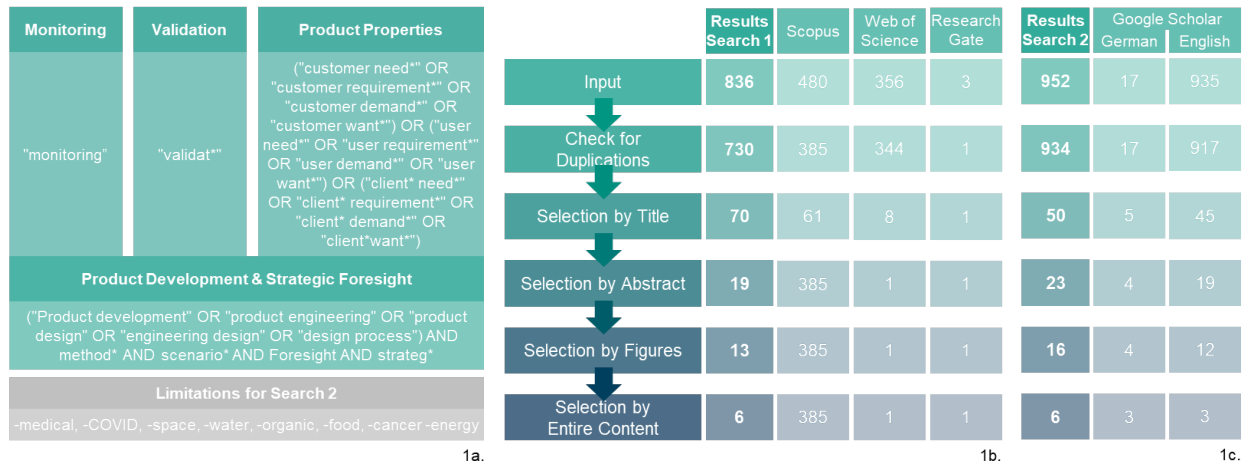 Monitoring
Validation
Product Properties
"monitoring"
"validat*"
("customer need*" OR
"customer requirement*" OR
"customer demand*" OR
"customer want*") OR ("user
need*" OR "user requirement*"
OR "user demand*" OR "user
want*") OR ("client* need*"
OR "client* requirement*" OR
"client* demand*" OR
"client*want*")
Product Development & Strategic Foresight
("Product development" OR "product engineering" OR "product
design" OR "engineering design" OR "design process") AND
method* AND scenario* AND Foresight AND strateg*
Limitations for Search 2
-medical, -COVID, -space, -water, -organic, -food, -cancer -energy
1a.
Results
Search 1
Scopus
Web of
Science
Research
Gate
Input
836
480
356
3
Check for
Duplications
730
385
344
1
Selection by Title
70
61
8
1
Selection by Abstract
19
385
1
1
Selection by Figures
13
385
1
1
Selection by
Entire Content
6
385
1
1
1b.
Results
Search 2
Google Scholar
German
English
952
17
935
934
17
917
50
5
45
23
4
19
16
4
12
6
3
3
1c.